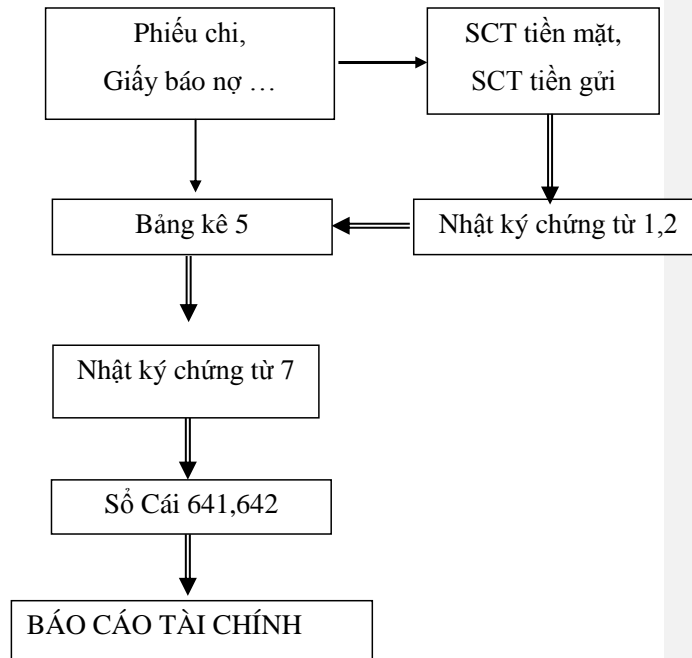 Phiếu chi,
Giấy báo nợ …
SCT tiền mặt,
SCT tiền gửi
Bảng kê 5
Nhật ký chứng từ 1,2
Nhật ký chứng từ 7
Sổ Cái 641,642
BÁO CÁO TÀI CHÍNH